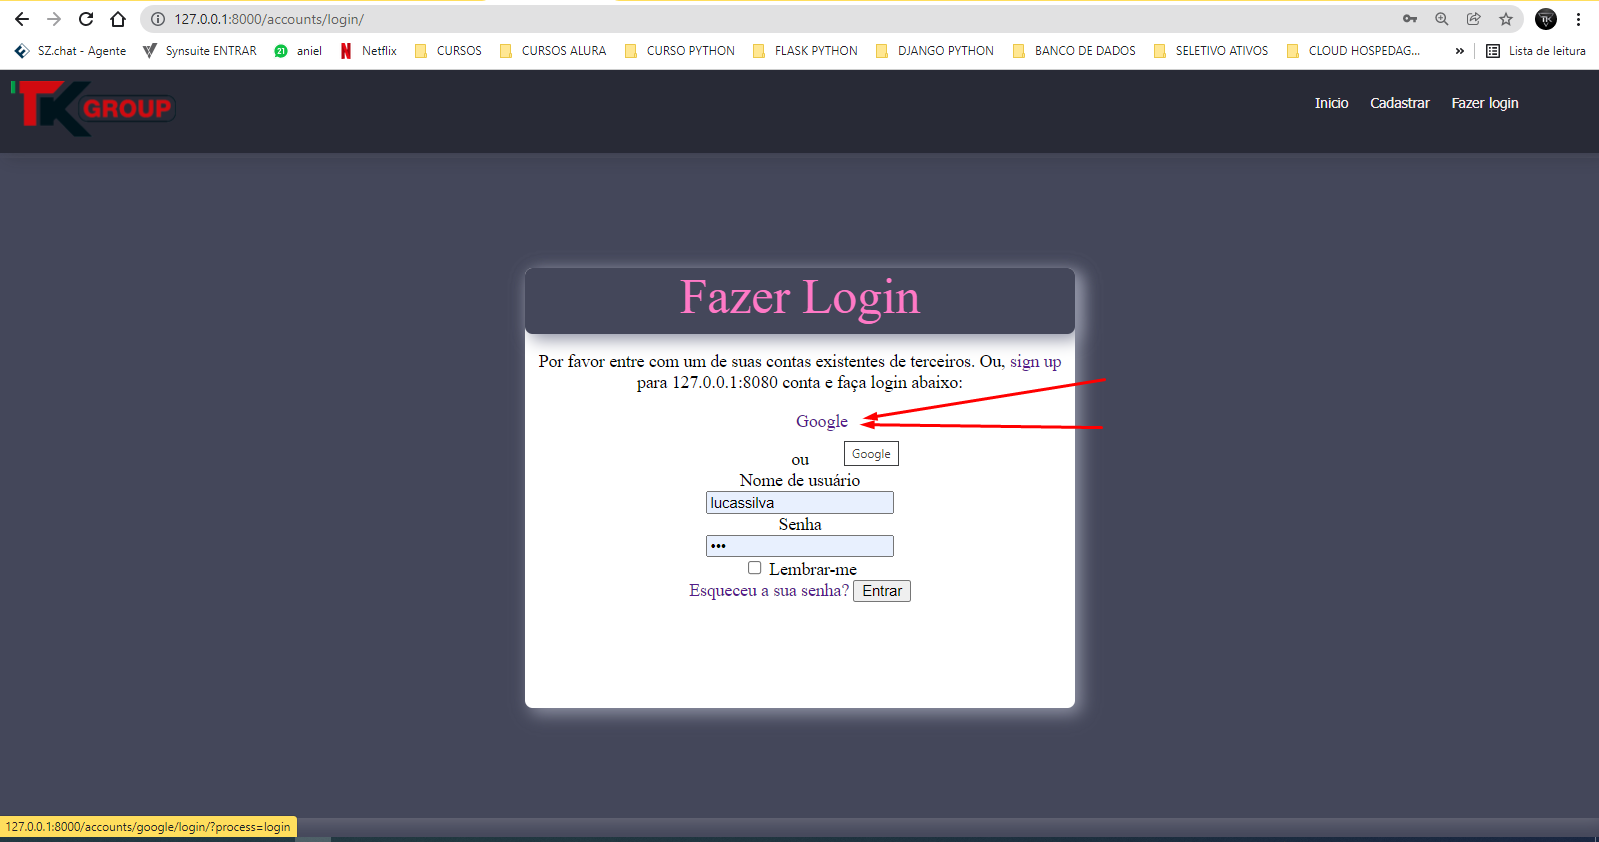 127.0.0.1:8000/accounts/login/
SZ.chat - Agente Synsuite ENTRAR 21 aniel Netflix CURSOS CURSOS ALURA CURSO PYTHON FLASK PYTHON DJANGO PYTHON BANCO DE DADOS SELETIVO ATIVOS CLOUD HOSPEDAG... » Lista de leitura
TK GROUP
Inicio Cadastrar Fazer login
Fazer Login
Por favor entre com um de suas contas existentes de terceiros. Ou, sign up
para 127.0.0.1:8080 conta e faça login abaixo:
Google
Google
ou
Nome de usuário
lucassilva
Senha
•••
Lembrar-me
Esqueceu a sua senha? Entrar
127.0.0.1:8000/accounts/google/login/?process=login